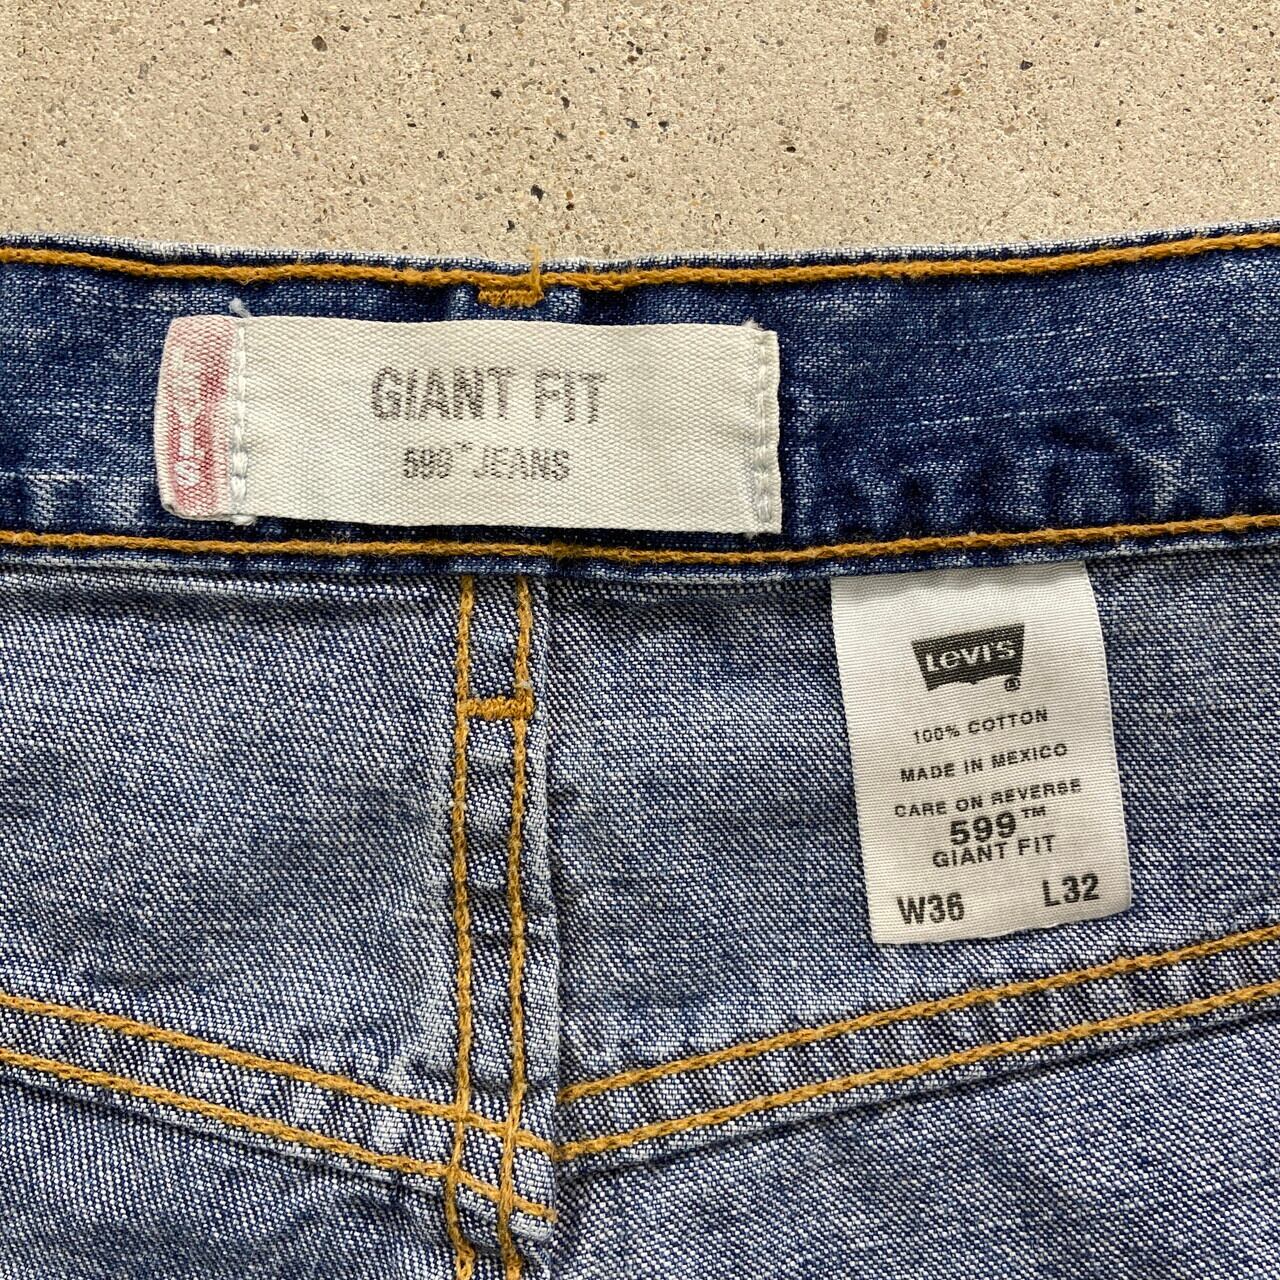 LEVI'S
GIANT FIT
599™ JEANS
LEVI'S
®
100% COTTON
MADE IN MEXICO
CARE ON REVERSE
599™
GIANT FIT
W36 L32